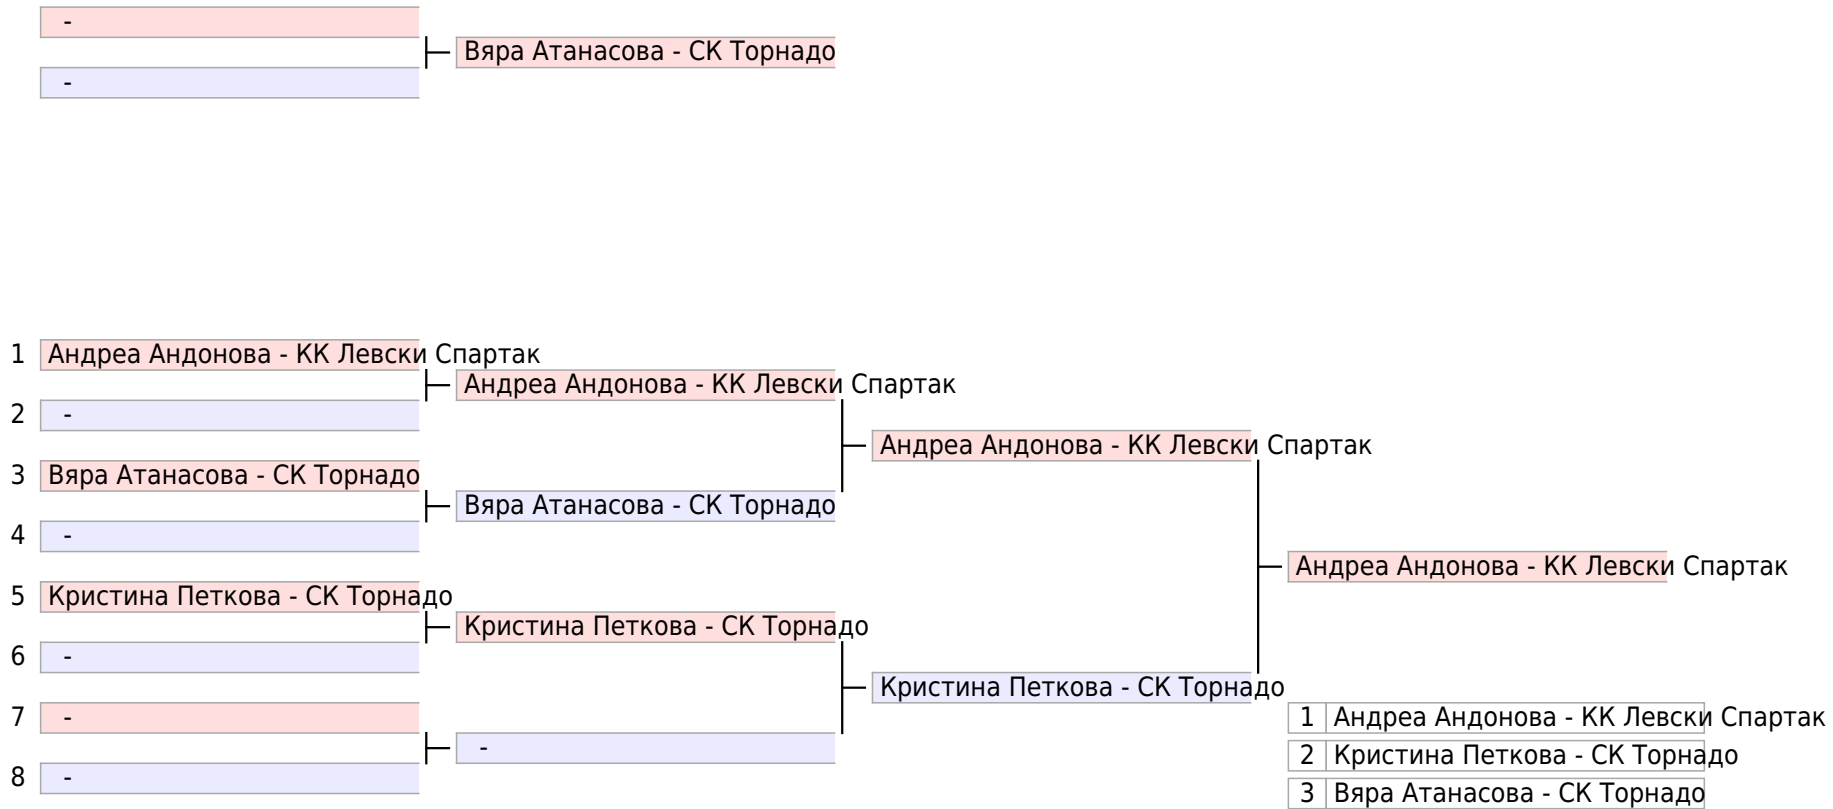 -
Вяра Атанасова - СК Торнадо
-
1 Андреа Андонова - КК Левски Спартак
Андреа Андонова - КК Левски Спартак
2 -
Андреа Андонова - КК Левски Спартак
3 Вяра Атанасова - СК Торнадо
Вяра Атанасова - СК Торнадо
4 -
Андреа Андонова - КК Левски Спартак
5 Кристина Петкова - СК Торнадо
Кристина Петкова - СК Торнадо
6 -
Кристина Петкова - СК Торнадо
7 -
1 Андреа Андонова - КК Левски Спартак
-
2 Кристина Петкова - СК Торнадо
8 -
3 Вяра Атанасова - СК Торнадо